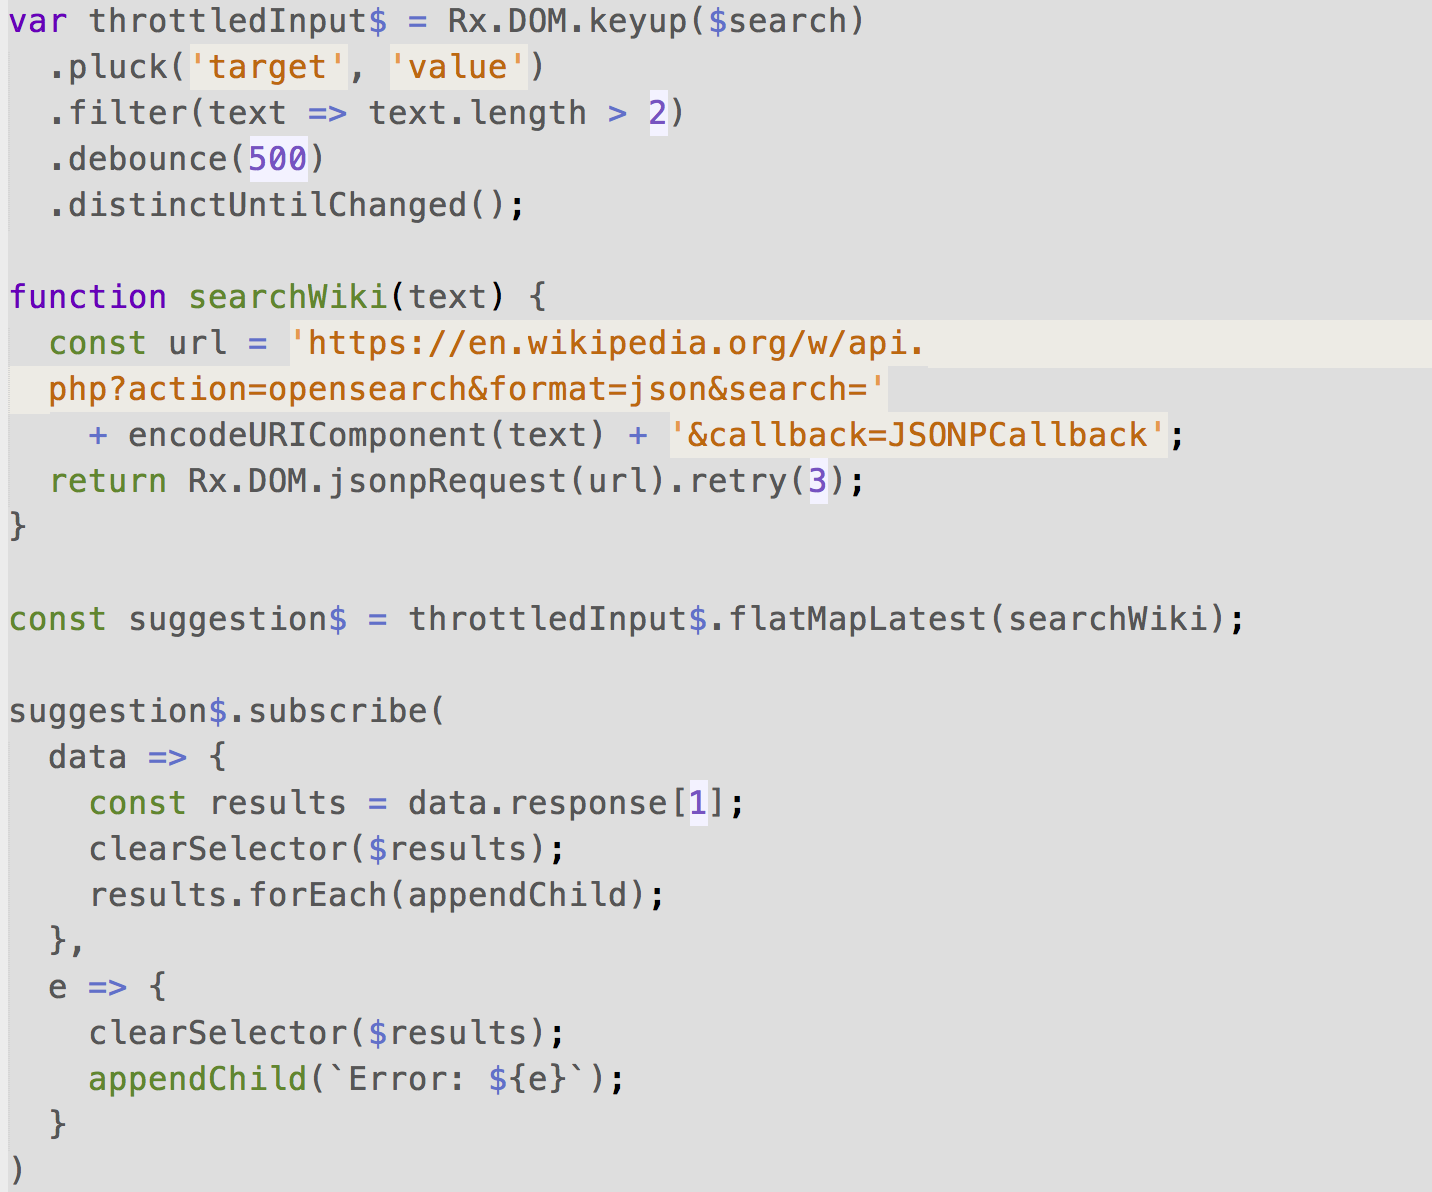 var throttledInput$ = Rx.DOM.keyup($search)
  .pluck('target', 'value')
  .filter(text => text.length > 2)
  .debounce(500)
  .distinctUntilChanged();

function searchWiki(text) {
  const url = 'https://en.wikipedia.org/w/api.
  php?action=opensearch&format=json&search='
    + encodeURIComponent(text) + '&callback=JSONPCallback';
  return Rx.DOM.jsonpRequest(url).retry(3);
}

const suggestion$ = throttledInput$.flatMapLatest(searchWiki);

suggestion$.subscribe(
  data => {
    const results = data.response[1];
    clearSelector($results);
    results.forEach(appendChild);
  },
  e => {
    clearSelector($results);
    appendChild(`Error: ${e}`);
  }
)